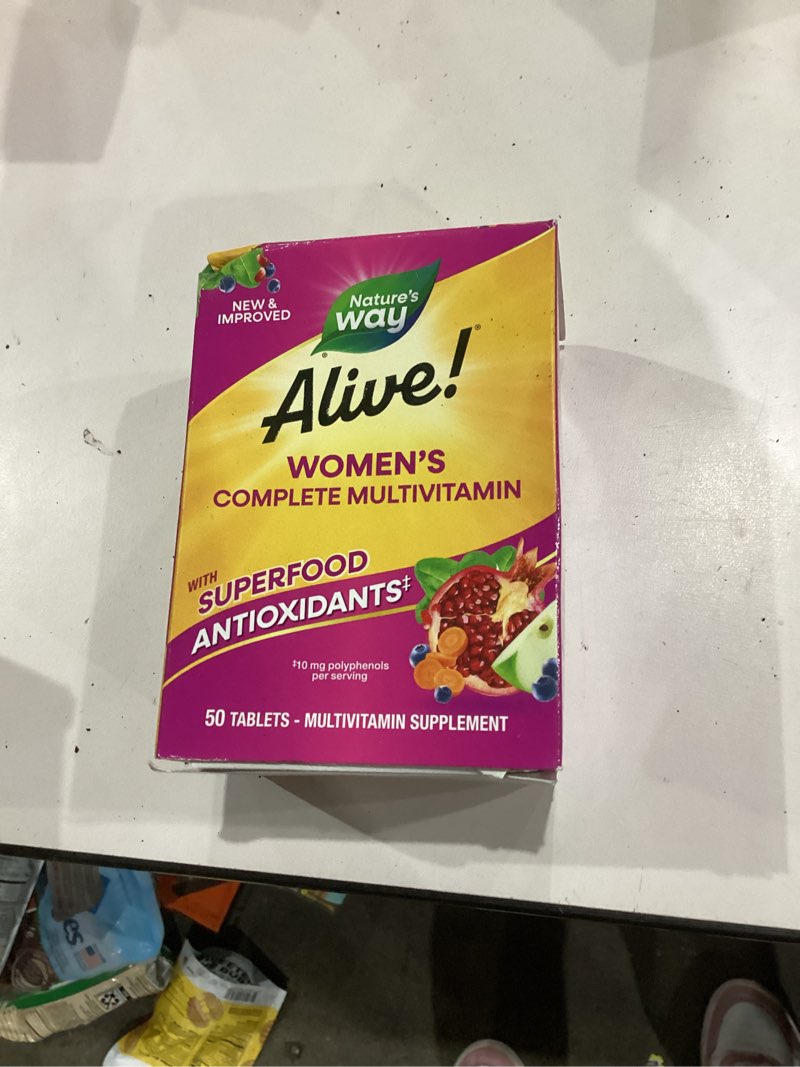 NEW &
IMPROVED
Nature's
way
Alive!®
WOMEN'S
COMPLETE MULTIVITAMIN
WITH
SUPERFOOD
ANTIOXIDANTS‡
‡10 mg polyphenols
per serving
50 TABLETS - MULTIVITAMIN SUPPLEMENT
es